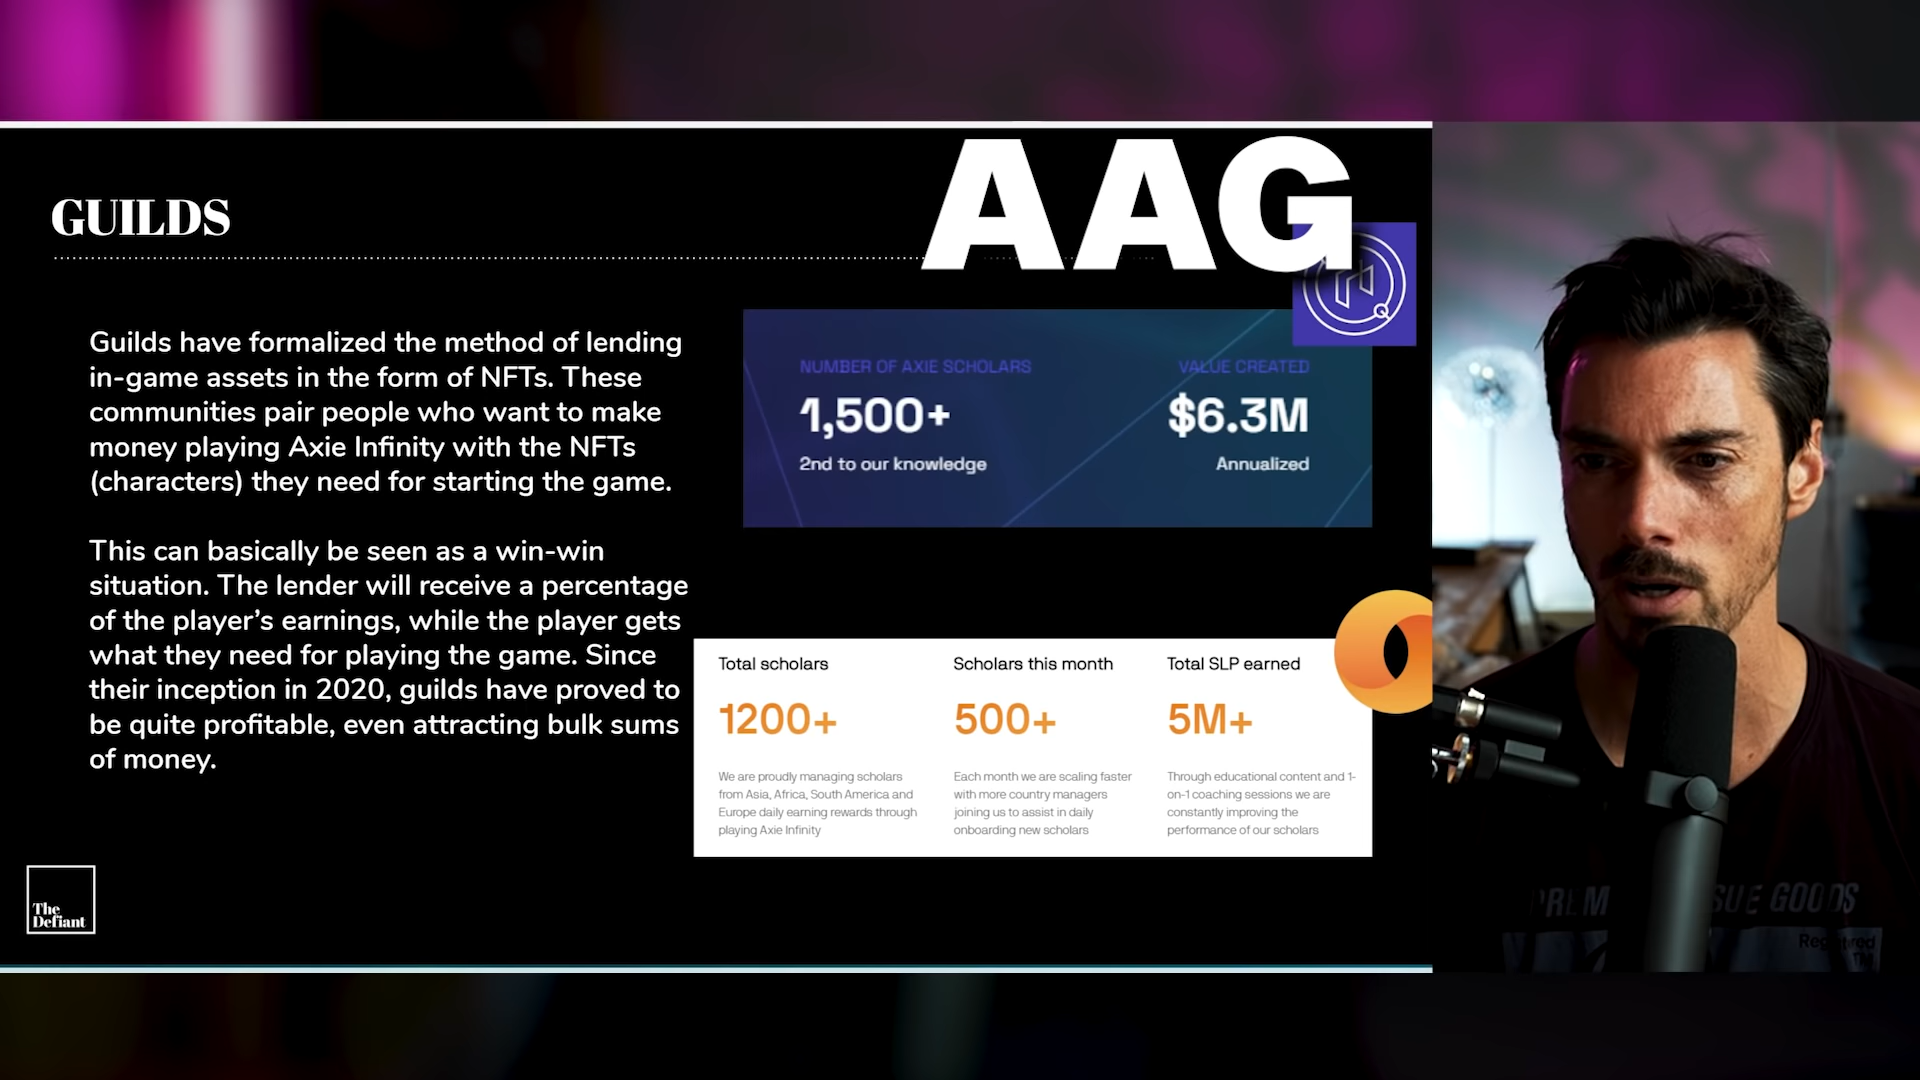 AAG
GUILDS
Guilds have formalized the method of lending
in-game assets in the form of NFTs. These
communities pair people who want to make
money playing Axie Infinity with the NFTs
(characters) they need for starting the game.
This can basically be seen as a win-win
situation. The lender will receive a percentage
of the player's earnings, while the player gets
what they need for playing the game. Since
their inception in 2020, guilds have proved to
be quite profitable, even attracting bulk sums
of money.
NUMBER OF AXIE SCHOLARS
1,500+
2nd to our knowledge
VALUE CREATED
$6.3M
Annualized
Total scholars
1200+
We are proudly managing scholars
from Asia, Africa, South America and
Europe daily earning rewards through
playing Axie Infinity
Scholars this month
500+
Each month we are scaling faster
with more country managers
joining us to assist in daily
onboarding new scholars
Total SLP earned
5M+
Through educational content and 1-
on-1 coaching sessions we are
constantly improving the
performance of our scholars
The
Defiant
GOODS